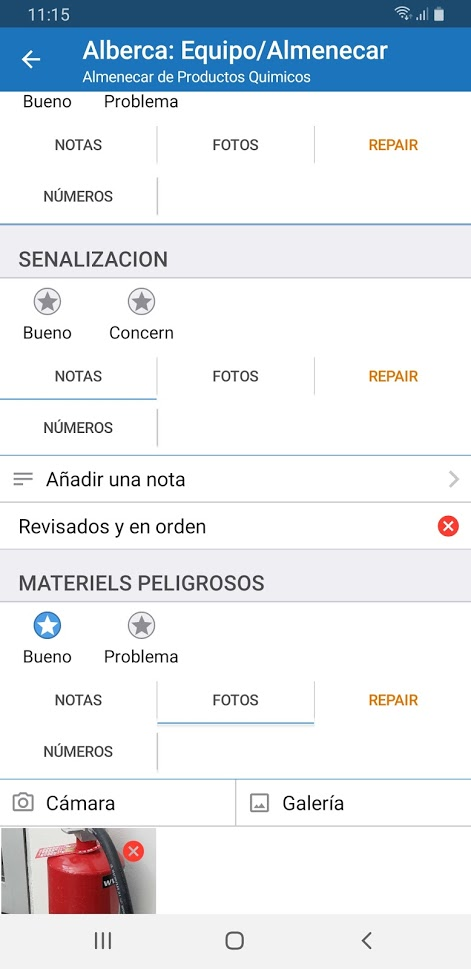 11:15
Alberca: Equipo/Almenecar
Almenecar de Productos Quimicos
Bueno Problema
NOTAS FOTOS REPAIR
NÚMEROS
SENALIZACION
Bueno Concern
NOTAS FOTOS REPAIR
NÚMEROS
Añadir una nota
Revisados y en orden
MATERIELS PELIGROSOS
Bueno Problema
NOTAS FOTOS REPAIR
NÚMEROS
Cámara Galería